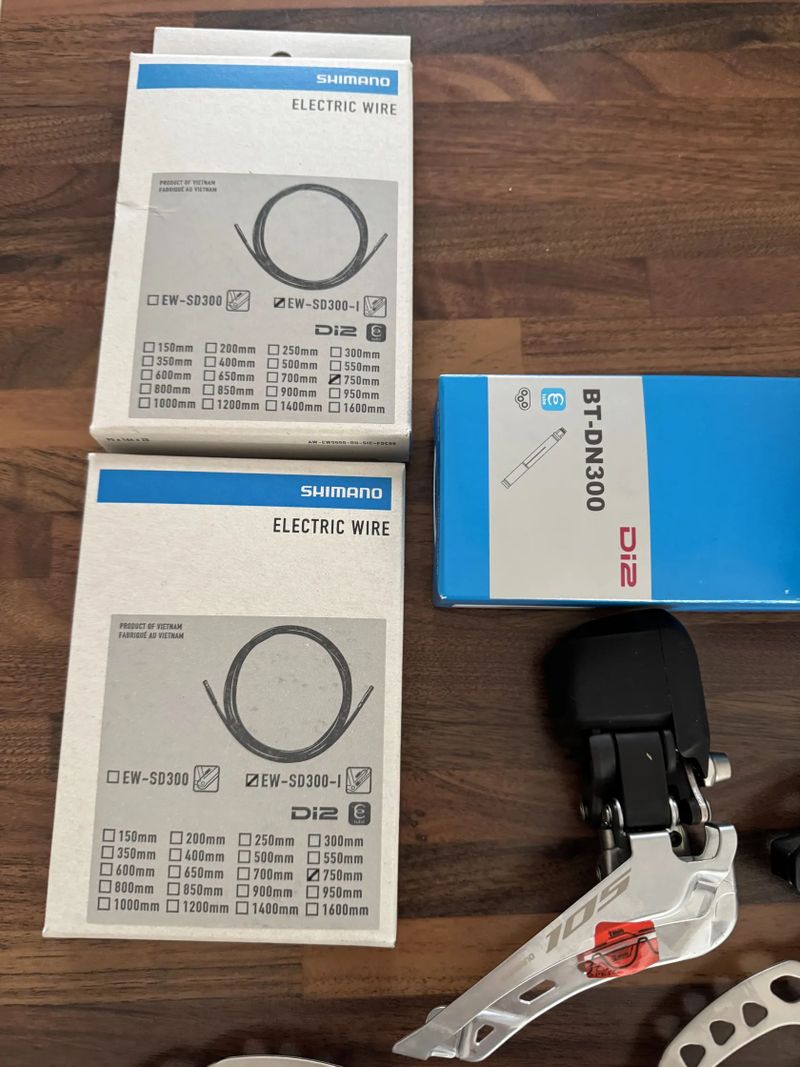 SHIMANO
ELECTRIC WIRE
PRODUCT OF VIETNAM
FABRIQUÉ AU VIETNAM
EW-SD300 EW-SD300-I
Di2
150mm 200mm 250mm 300mm
350mm 400mm 500mm 550mm
600mm 650mm 700mm 750mm
800mm 850mm 900mm 950mm
1000mm 1200mm 1400mm 1600mm
SHIMANO
ELECTRIC WIRE
PRODUCT OF VIETNAM
FABRIQUÉ AU VIETNAM
EW-SD300 EW-SD300-I
Di2
150mm 200mm 250mm 300mm
350mm 400mm 500mm 550mm
600mm 650mm 700mm 750mm
800mm 850mm 900mm 950mm
1000mm 1200mm 1400mm 1600mm
BT-DN300
Di2
105
SHIMANO